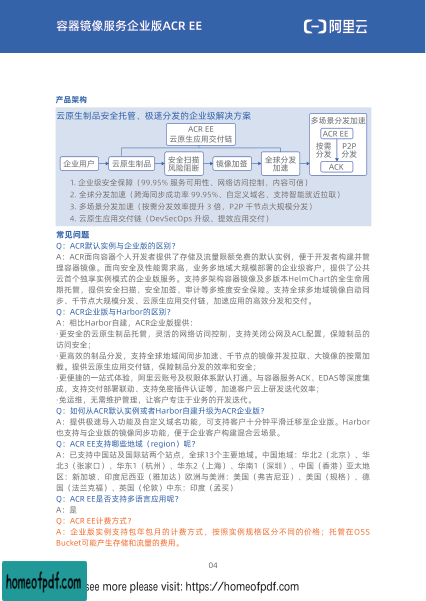 容器镜像服务企业版ACR EE
阿里云
产品架构
云原生制品安全托管、极速分发的企业级解决方案
ACR EE
云原生应用交付链
企业用户
云原生制品
安全扫描
风险阻断
镜像加签
全球分发
加速
多场景分发加速
ACR EE
按需
分发
P2P
分发
ACK
1. 企业级安全保障（99.95% 服务可用性、网络访问控制，内容可信）
2. 全球分发加速（跨海同步成功率 99.95%、自定义域名、支持智能就近拉取）
3. 多场景分发加速（按需分发效率提升 3 倍，P2P 千节点大规模分发）
4. 云原生应用交付链（DevSecOps 升级，提效应用交付）
常见问题
Q：ACR默认实例与企业版的区别？
A：ACR面向容器个人开发者提供了存储及流量限额免费的默认实例，便于开发者构建并管
理容器镜像。面向安全及性能需求高，业务多地域大规模部署的企业级客户，提供了公共
云首个独享实例模式的企业版服务。支持多架构容器镜像及多版本HelmChart的全生命周
期托管，提供安全扫描、安全加签、审计等多维度安全保障。支持全球多地域镜像自动同
步、千节点大规模分发、云原生应用交付链，加速应用的高效分发和交付。
Q：ACR企业版与Harbor的区别？
A：相比Harbor自建，ACR企业版提供：
·更安全的云原生制品托管，灵活的网络访问控制，支持关闭公网及ACL配置，保障制品的
访问安全；
·更高效的制品分发，支持全球地域间同步加速、千节点的镜像并发拉取、大镜像的按需加
载。提供云原生应用交付链，保障制品分发的效率和安全；
·更便捷的一站式体验，阿里云账号及权限体系默认打通。与容器服务ACK、EDAS等深度集
成，支持交付部署联动、支持免密插件认证等，加速客户云上研发迭代效率；
·免运维，无需维护管理，让客户专注于业务的开发迭代。
Q：如何从ACR默认实例或者Harbor自建升级为ACR企业版？
A：提供极速导入功能及自定义域名功能，可支持客户十分钟平滑迁移至企业版。Harbor
也支持与企业版的镜像同步功能，便于企业客户构建混合云场景。
Q：ACR EE支持哪些地域（region）呢？
A：已支持中国站及国际站两个站点，全球13个主要地域。中国地域：华北2（北京）、华
北3（张家口）、华东1（杭州）、华东2（上海）、华南1（深圳）、中国（香港）亚太地
区：新加坡、印度尼西亚（雅加达）欧洲与美洲：美国（弗吉尼亚）、美国（规格）、德
国（法兰克福）、英国（伦敦）中东：印度（孟买）
Q：ACR EE是否支持多语言应用呢？
A：是
Q：ACR EE计费方式？
A：企业版实例支持包年包月的计费方式，按照实例规格区分不同的价格；托管在OSS
Bucket可能产生存储和流量的费用。
04
homeofpdf.com
see more please visit: https://homeofpdf.com